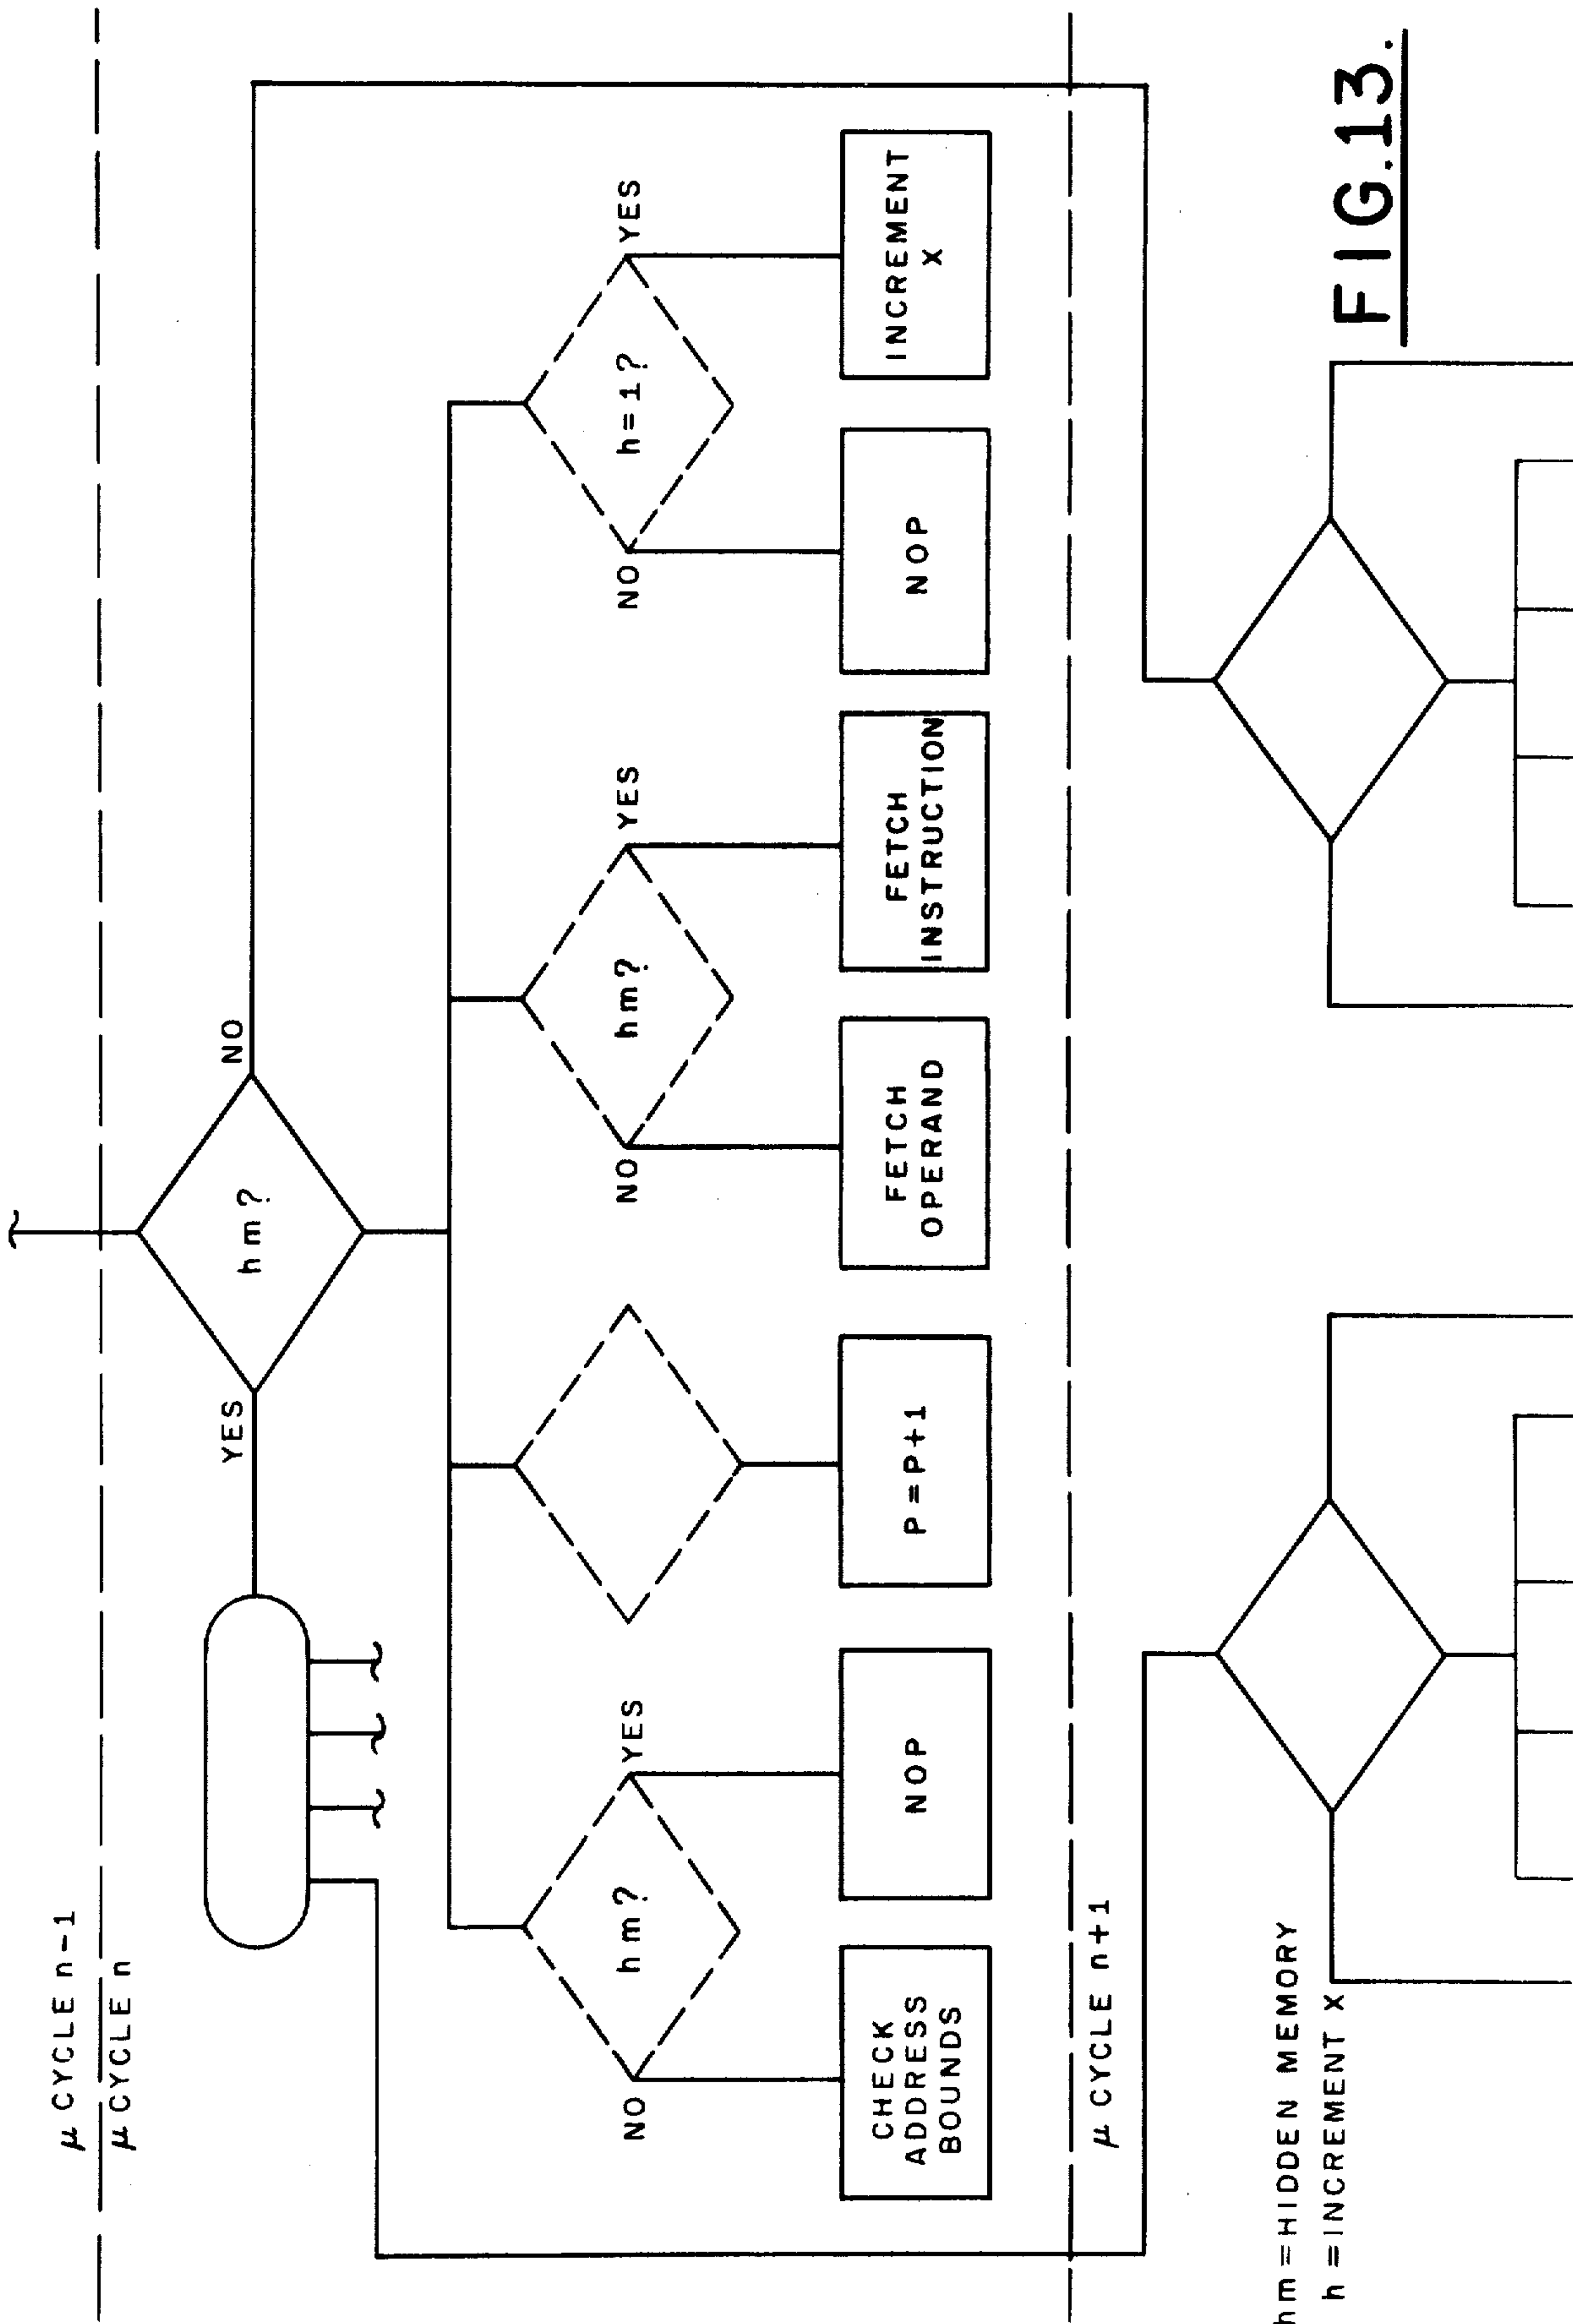 μ CYCLE n-1
μ CYCLE n
YES
hm?
NO
NO
hm?
YES
NO
hm?
YES
NO
h=1?
YES
CHECK
ADDRESS
BOUNDS
NOP
P=P+1
FETCH
OPERAND
FETCH
INSTRUCTION
NOP
INCREMENT
X
μ CYCLE n+1
hm=HIDDEN MEMORY
h=INCREMENT X
FIG.13.